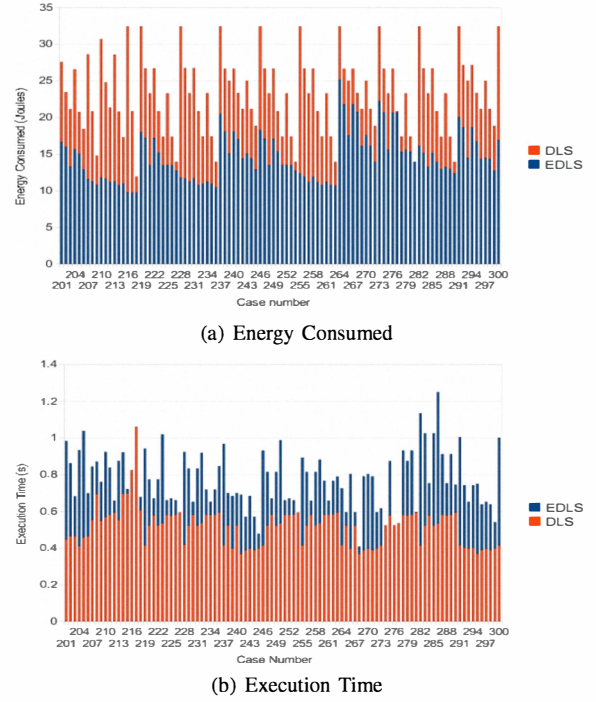 35
30
25
20
15
10
5
0
Energy Consumed (Joules)
DLS
EDLS
204 210 216 222 228 234 240 246 252 258 264 270 276 282 288 294 300
201 207 213 219 225 231 237 243 249 255 261 267 273 279 285 291 297
Case number
(a) Energy Consumed
1.4
1.2
1
0.8
0.6
0.4
0.2
0
Execution Time (s)
EDLS
DLS
204 210 216 222 228 234 240 246 252 258 264 270 276 282 288 294 300
201 207 213 219 225 231 237 243 249 255 261 267 273 279 285 291 297
Case Number
(b) Execution Time